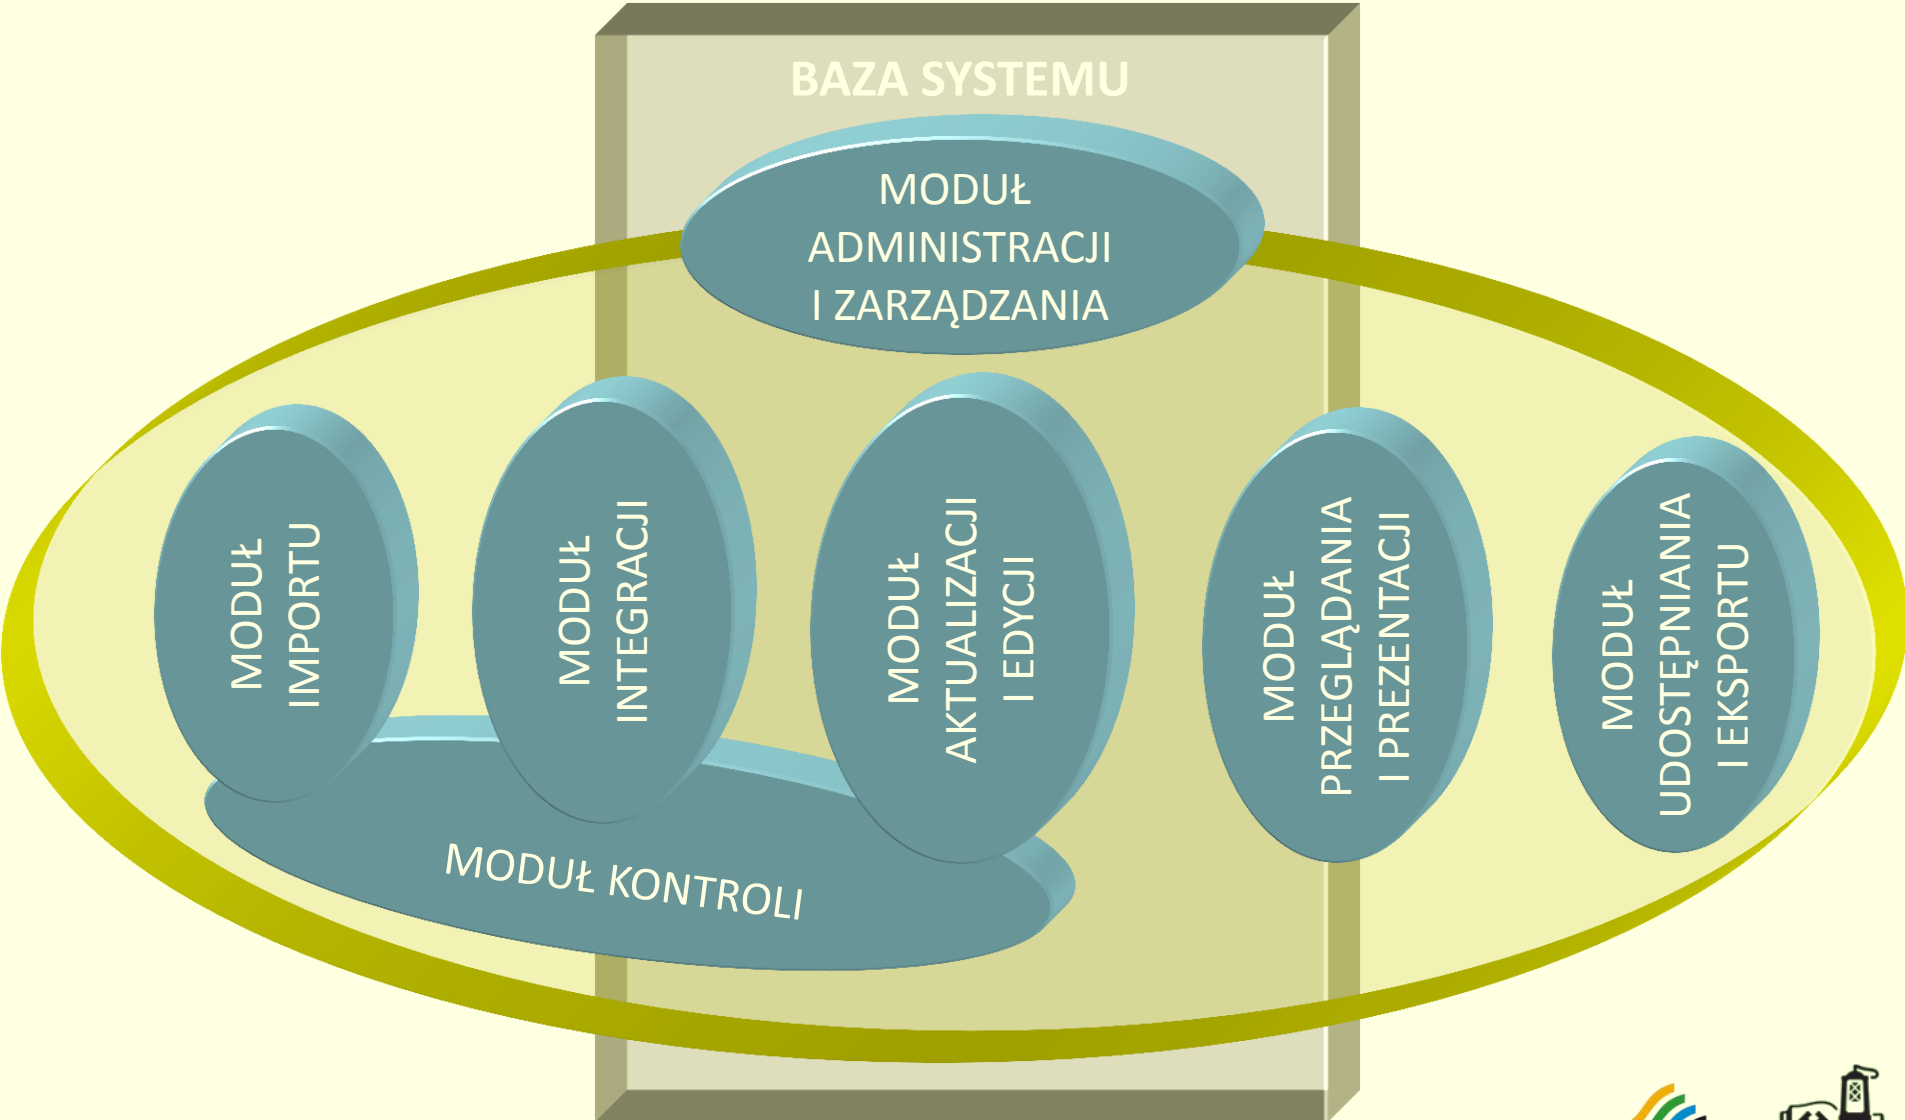 BAZA SYSTEMU
MODUŁ
ADMINISTRACJI
I ZARZĄDZANIA
MODUŁ
IMPORTU
MODUŁ
INTEGRACJI
MODUŁ
AKTUALIZACJI
I EDYCJI
MODUŁ
PRZEGLĄDANIA
I PREZENTACJI
MODUŁ
UDOSTĘPNIANIA
I EKSPORTU
MODUŁ KONTROLI